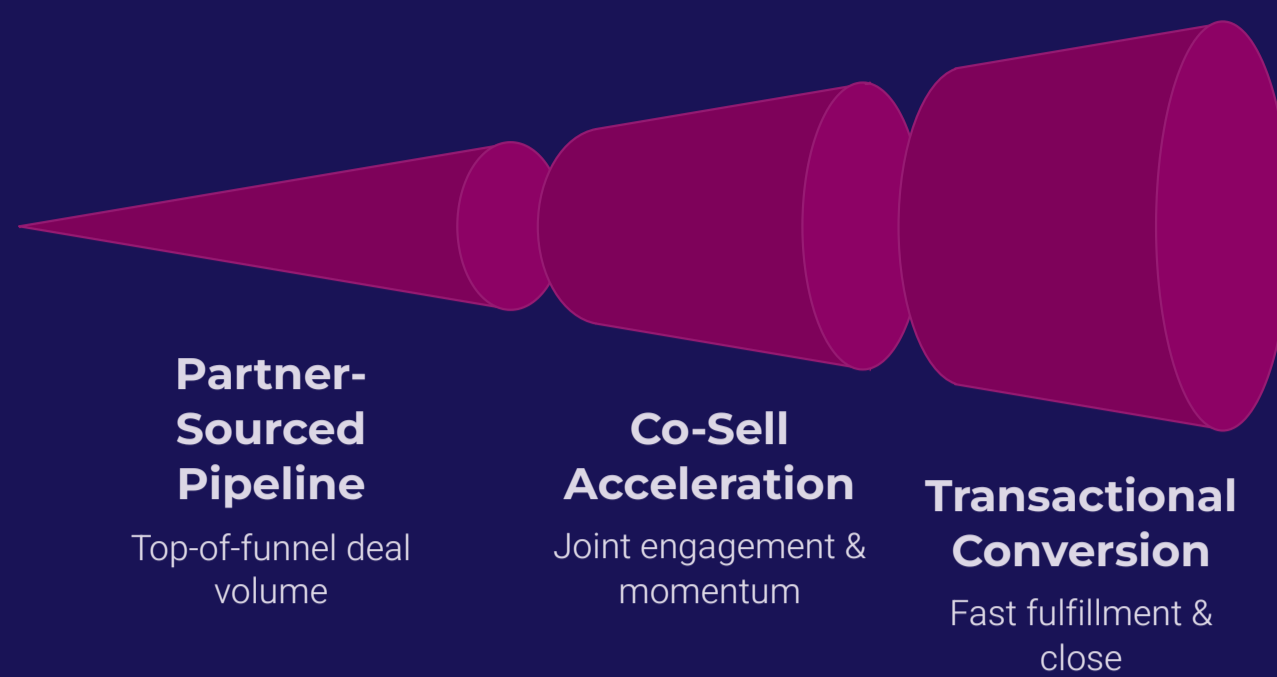 Partner-
Sourced
Pipeline
Top-of-funnel deal
volume
Co-Sell
Acceleration
Joint engagement &
momentum
Transactional
Conversion
Fast fulfillment &
close